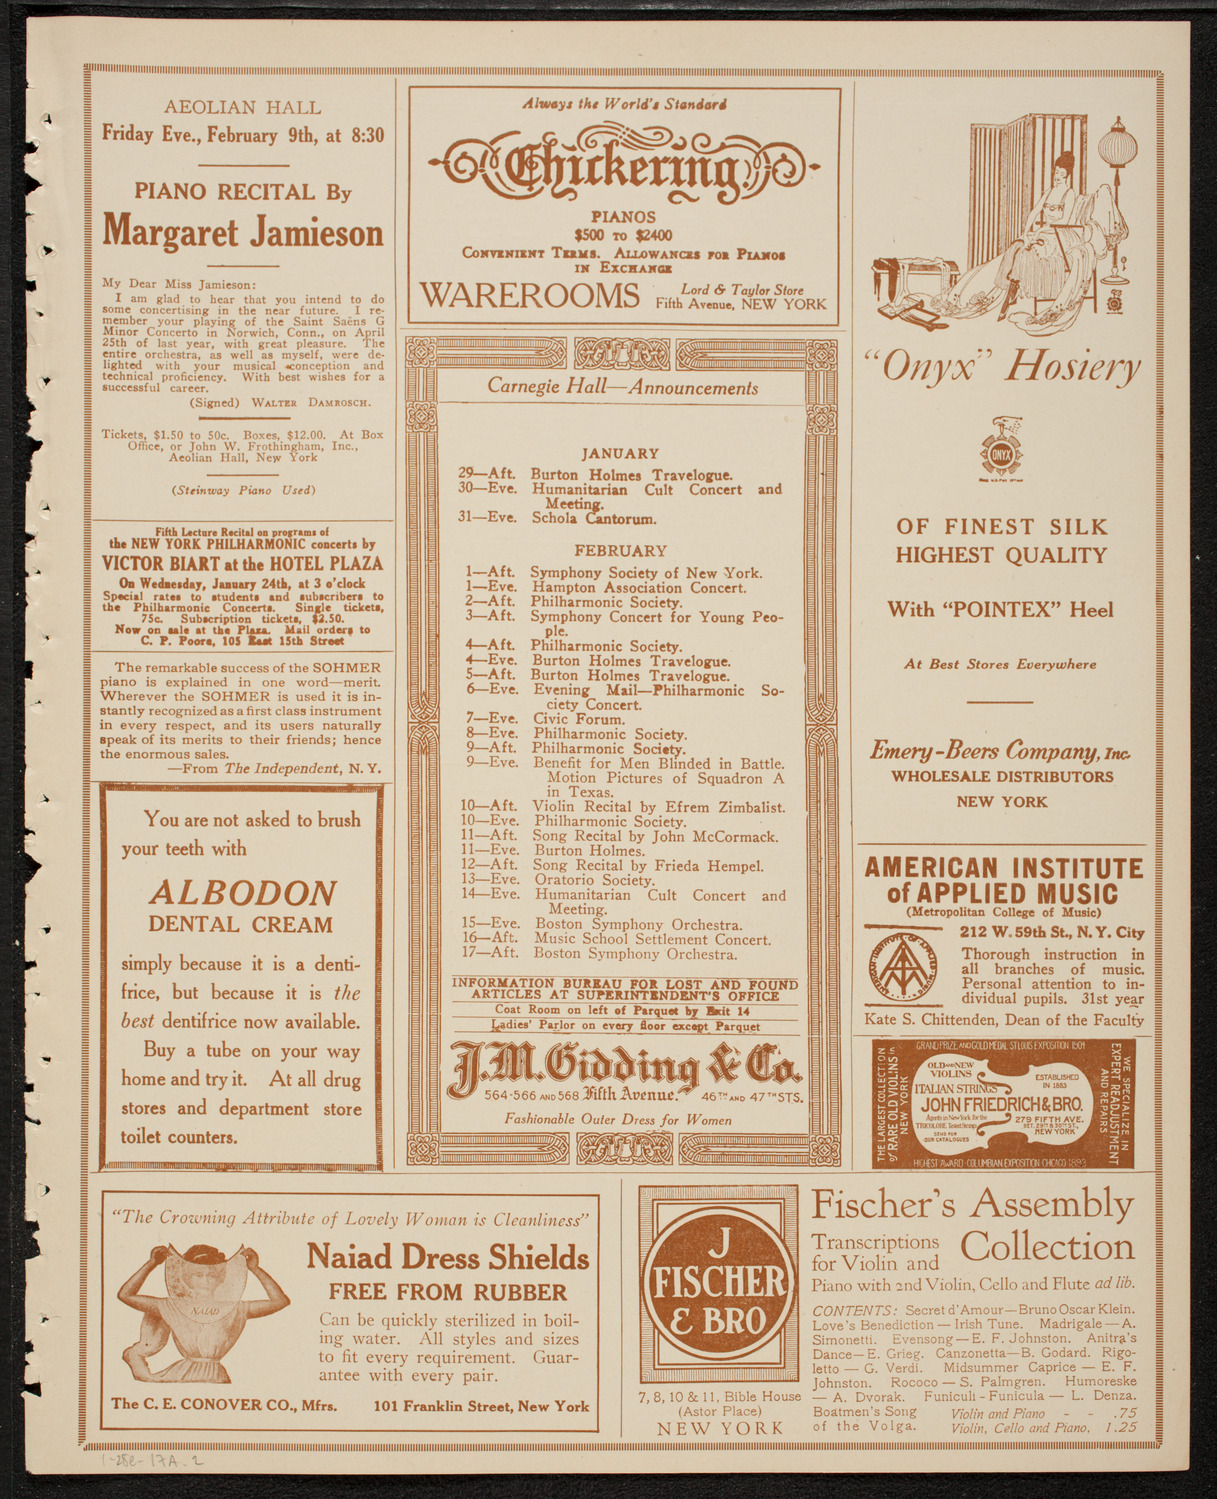 AEOLIAN HALL
Friday Eve., February 9th, at 8:30
PIANO RECITAL By
Margaret Jamieson
My Dear Miss Jamieson:
I am glad to hear that you intend to do
some concertising in the near future. I re-
member your playing of the Saint Saëns G
Minor Concerto in Norwich, Conn., on April
25th of last year, with great pleasure. The
entire orchestra, as well as myself, were de-
lighted with your musical conception and
technical proficiency. With best wishes for a
successful career.
(Signed) WALTER DAMROSCH.
Tickets, $1.50 to 50c. Boxes, $12.00. At Box
Office, or John W. Frothingham, Inc.,
Aeolian Hall, New York
(Steinway Piano Used)
Fifth Lecture Recital on programs of
the NEW YORK PHILHARMONIC concerts by
VICTOR BIART at the HOTEL PLAZA
On Wednesday, January 24th, at 3 o'clock
Special rates to students and subscribers to
the Philharmonic Concerts. Single tickets,
75c. Subscription tickets, $2.50.
Now on sale at the Plaza. Mail orders to
C. P. Poore, 105 East 15th Street
The remarkable success of the SOHMER
piano is explained in one word—merit.
Wherever the SOHMER is used it is in-
stantly recognized as a first class instrument
in every respect, and its users naturally
speak of its merits to their friends; hence
the enormous sales.
—From The Independent, N. Y.
You are not asked to brush
your teeth with
ALBODON
DENTAL CREAM
simply because it is a denti-
frice, but because it is the
best dentifrice now available.
Buy a tube on your way
home and try it. At all drug
stores and department store
toilet counters.
Always the World's Standard
Chickering
PIANOS
$500 TO $2400
CONVENIENT TERMS. ALLOWANCES FOR PIANOS
IN EXCHANGE
WAREROOMS
Lord & Taylor Store
Fifth Avenue, NEW YORK
Carnegie Hall—Announcements
JANUARY
29—Aft. Burton Holmes Travelogue.
30—Eve. Humanitarian Cult Concert and
Meeting.
31—Eve. Schola Cantorum.
FEBRUARY
1—Aft. Symphony Society of New York.
1—Eve. Hampton Association Concert.
2—Aft. Philharmonic Society.
3—Aft. Symphony Concert for Young Peo-
ple.
4—Aft. Philharmonic Society.
4—Eve. Burton Holmes Travelogue.
5—Aft. Burton Holmes Travelogue.
6—Eve. Evening Mail—Philharmonic So-
ciety Concert.
7—Eve. Civic Forum.
8—Eve. Philharmonic Society.
9—Aft. Philharmonic Society.
9—Eve. Benefit for Men Blinded in Battle.
Motion Pictures of Squadron A
in Texas.
10—Aft. Violin Recital by Efrem Zimbalist.
10—Eve. Philharmonic Society.
11—Aft. Song Recital by John McCormack.
11—Eve. Burton Holmes.
12—Aft. Song Recital by Frieda Hempel.
13—Eve. Oratorio Society.
14—Eve. Humanitarian Cult Concert and
Meeting.
15—Eve. Boston Symphony Orchestra.
16—Aft. Music School Settlement Concert.
17—Aft. Boston Symphony Orchestra.
INFORMATION BUREAU FOR LOST AND FOUND
ARTICLES AT SUPERINTENDENT'S OFFICE
Coat Room on left of Parquet by Exit 14
Ladies' Parlor on every floor except Parquet
J.M. Gidding & Co.
564-566 AND 568 Fifth Avenue. 46TH AND 47TH STS.
Fashionable Outer Dress for Women
"Onyx" Hosiery
ONYX
OF FINEST SILK
HIGHEST QUALITY
With "POINTEX" Heel
At Best Stores Everywhere
Emery-Beers Company, Inc.
WHOLESALE DISTRIBUTORS
NEW YORK
AMERICAN INSTITUTE
of APPLIED MUSIC
(Metropolitan College of Music)
212 W. 59th St., N. Y. City
Thorough instruction in
all branches of music.
Personal attention to in-
dividual pupils. 31st year
Kate S. Chittenden, Dean of the Faculty
GRAND PRIZE AND GOLD MEDAL ST. LOUIS EXPOSITION 1904
THE LARGEST COLLECTION
of RARE OLD VIOLINS in
NEW YORK
OLD AND NEW
VIOLINS
ITALIAN STRINGS
ESTABLISHED
IN 1883
JOHN FRIEDRICH & BRO.
Agents in New York for the
TRICOLORE Tested Strings
SEND FOR
OUR CATALOGUES
279 FIFTH AVE.
BET. 29TH & 30TH ST.,
NEW YORK
WE SPECIALIZE IN
EXPERT READJUSTMENT
AND REPAIRS
HIGHEST AWARD COLUMBIAN EXPOSITION CHICAGO 1893
"The Crowning Attribute of Lovely Woman is Cleanliness"
NAIAD
Naiad Dress Shields
FREE FROM RUBBER
Can be quickly sterilized in boil-
ing water. All styles and sizes
to fit every requirement. Guar-
antee with every pair.
The C. E. CONOVER CO., Mfrs. 101 Franklin Street, New York
J
FISCHER
& BRO
7, 8, 10 & 11, Bible House
(Astor Place)
NEW YORK
Fischer's Assembly
Collection
Transcriptions
for Violin and
Piano with 2nd Violin, Cello and Flute ad lib.
CONTENTS: Secret d'Amour—Bruno Oscar Klein.
Love's Benediction—Irish Tune. Madrigale—A.
Simonetti. Evensong—E. F. Johnston. Anitra's
Dance—E. Grieg. Canzonetta—B. Godard. Rigo-
letto — G. Verdi. Midsummer Caprice — E. F.
Johnston. Rococo — S. Palmgren. Humoreske
— A. Dvorak. Funiculi-Funicula — L. Denza.
Boatmen's Song
of the Volga.
Violin and Piano - - .75
Violin, Cello and Piano, 1.25
1-28e-17A.2